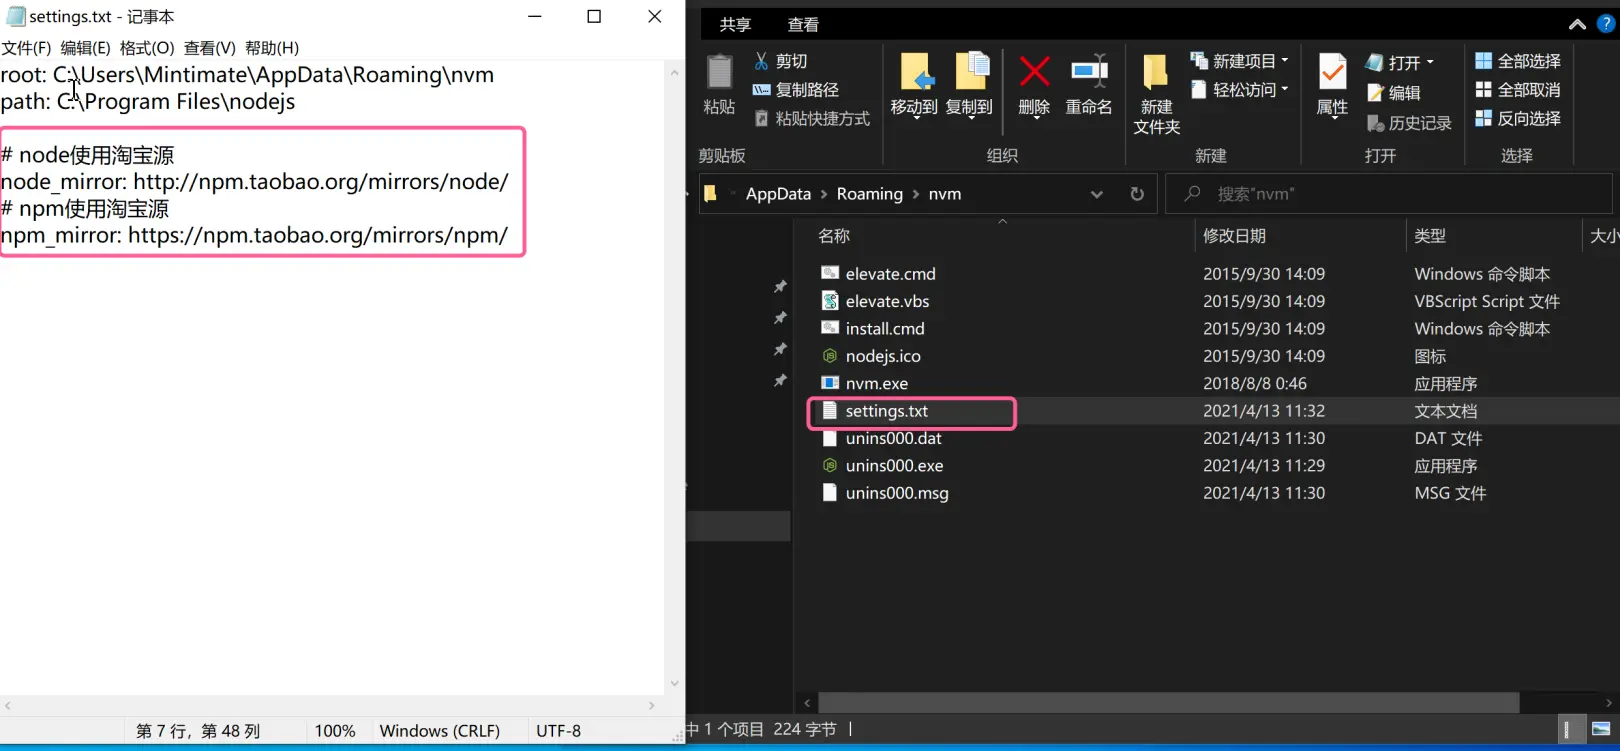 settings.txt - 记事本
文件(F) 编辑(E) 格式(O) 查看(V) 帮助(H)
root: C:\Users\Mintimate\AppData\Roaming\nvm
path: C:\Program Files\nodejs
# node使用淘宝源
node_mirror: http://npm.taobao.org/mirrors/node/
# npm使用淘宝源
npm_mirror: https://npm.taobao.org/mirrors/npm/
第 7 行，第 48 列 100% Windows (CRLF) UTF-8
共享 查看
粘贴
剪切
复制路径
粘贴快捷方式
剪贴板
移动到 复制到 删除 重命名
组织
新建
文件夹
新建项目
轻松访问
新建
属性
打开
编辑
历史记录
打开
全部选择
全部取消
反向选择
选择
AppData > Roaming > nvm
搜索"nvm"
名称 修改日期 类型 大小
elevate.cmd 2015/9/30 14:09 Windows 命令脚本
elevate.vbs 2015/9/30 14:09 VBScript Script 文件
install.cmd 2015/9/30 14:09 Windows 命令脚本
nodejs.ico 2015/9/30 14:09 图标
nvm.exe 2018/8/8 0:46 应用程序
settings.txt 2021/4/13 11:32 文本文档
unins000.dat 2021/4/13 11:30 DAT 文件
unins000.exe 2021/4/13 11:29 应用程序
unins000.msg 2021/4/13 11:30 MSG 文件
中 1 个项目 224 字节